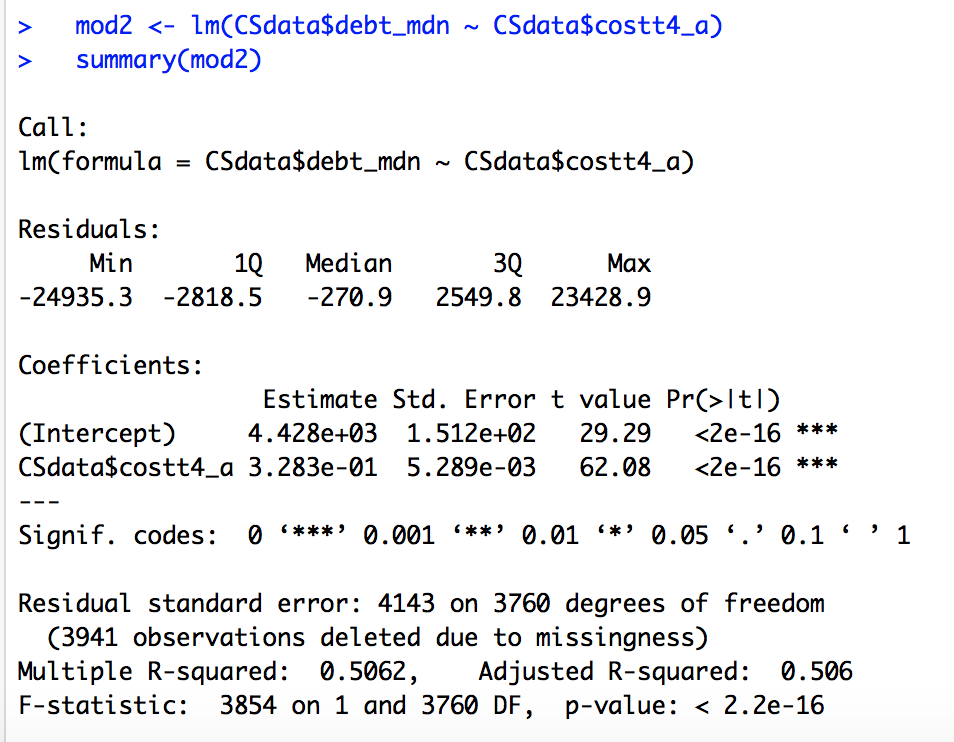 >   mod2 <- lm(CSdata$debt_mdn ~ CSdata$costt4_a)
>   summary(mod2)
Call:
lm(formula = CSdata$debt_mdn ~ CSdata$costt4_a)
Residuals:
     Min       1Q   Median       3Q      Max
-24935.3  -2818.5   -270.9   2549.8  23428.9
Coefficients:
                 Estimate Std. Error t value Pr(>|t|)
(Intercept)     4.428e+03  1.512e+02   29.29   <2e-16 ***
CSdata$costt4_a 3.283e-01  5.289e-03   62.08   <2e-16 ***
---
Signif. codes:  0 ‘***’ 0.001 ‘**’ 0.01 ‘*’ 0.05 ‘.’ 0.1 ‘ ’ 1
Residual standard error: 4143 on 3760 degrees of freedom
  (3941 observations deleted due to missingness)
Multiple R-squared:  0.5062,    Adjusted R-squared:  0.506
F-statistic:  3854 on 1 and 3760 DF,  p-value: < 2.2e-16